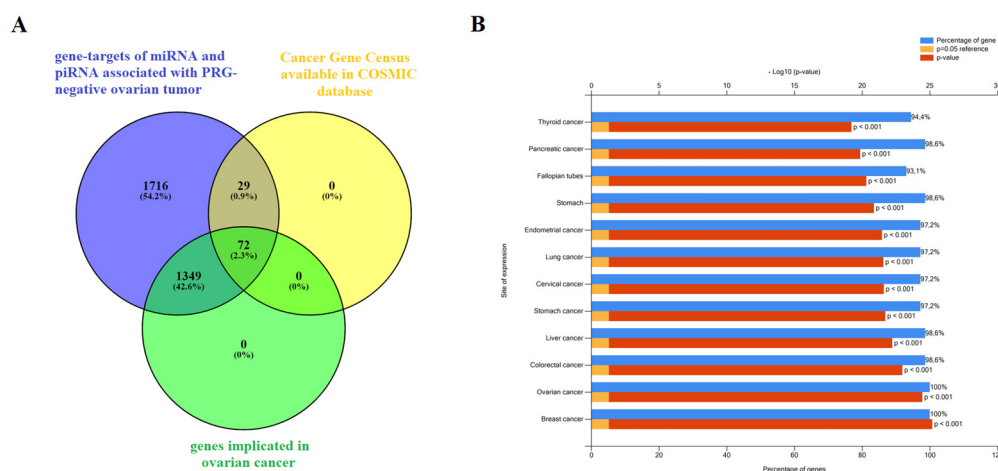 A
gene-targets of miRNA and
piRNA associated with PRG-
negative ovarian tumor
Cancer Gene Census
available in COSMIC
database
1716
(54.2%)
29
(0.9%)
0
(0%)
72
(2.3%)
1349
(42.6%)
0
(0%)
0
(0%)
genes implicated in
ovarian cancer
B
Percentage of gene
p=0.05 reference
p-value
- Log10 (p-value)
0 5 10 15 20 25 3
Site of expression
Thyroid cancer 94,4%
p < 0.001
Pancreatic cancer 98,6%
p < 0.001
Fallopian tubes 93,1%
p < 0.001
Stomach 98,6%
p < 0.001
Endometrial cancer 97,2%
p < 0.001
Lung cancer 97,2%
p < 0.001
Cervical cancer 97,2%
p < 0.001
Stomach cancer 97,2%
p < 0.001
Liver cancer 98,6%
p < 0.001
Colorectal cancer 98,6%
p < 0.001
Ovarian cancer 100%
p < 0.001
Breast cancer 100%
p < 0.001
0 20 40 60 80 100 12
Percentage of genes